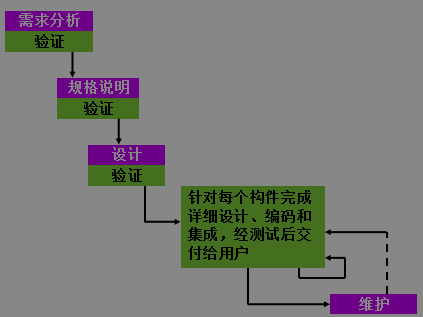 需求分析
验证
规格说明
验证
设计
验证
针对每个构件完成
详细设计、编码和
集成，经测试后交
付给用户
维护